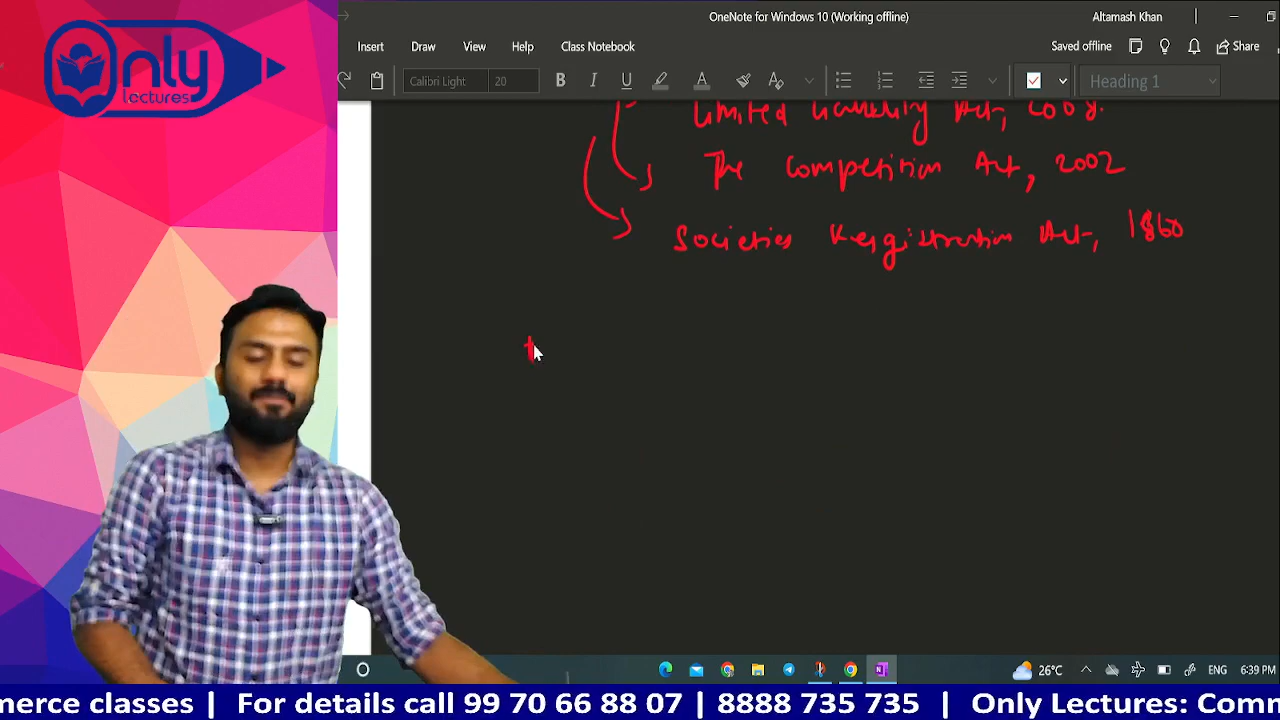 Only
lectures
OneNote for Windows 10 (Working offline)
Altamash Khan
Insert Draw View Help Class Notebook
Saved offline
Share
Calibri Light 20
B I U A
Heading 1
Limited Liability Act, 2008.
The Competition Act, 2002
Societies Registration Act, 1860
t
26°C
ENG 6:39 PM
merce classes | For details call 99 70 66 88 07 | 8888 735 735 | Only Lectures: Comm